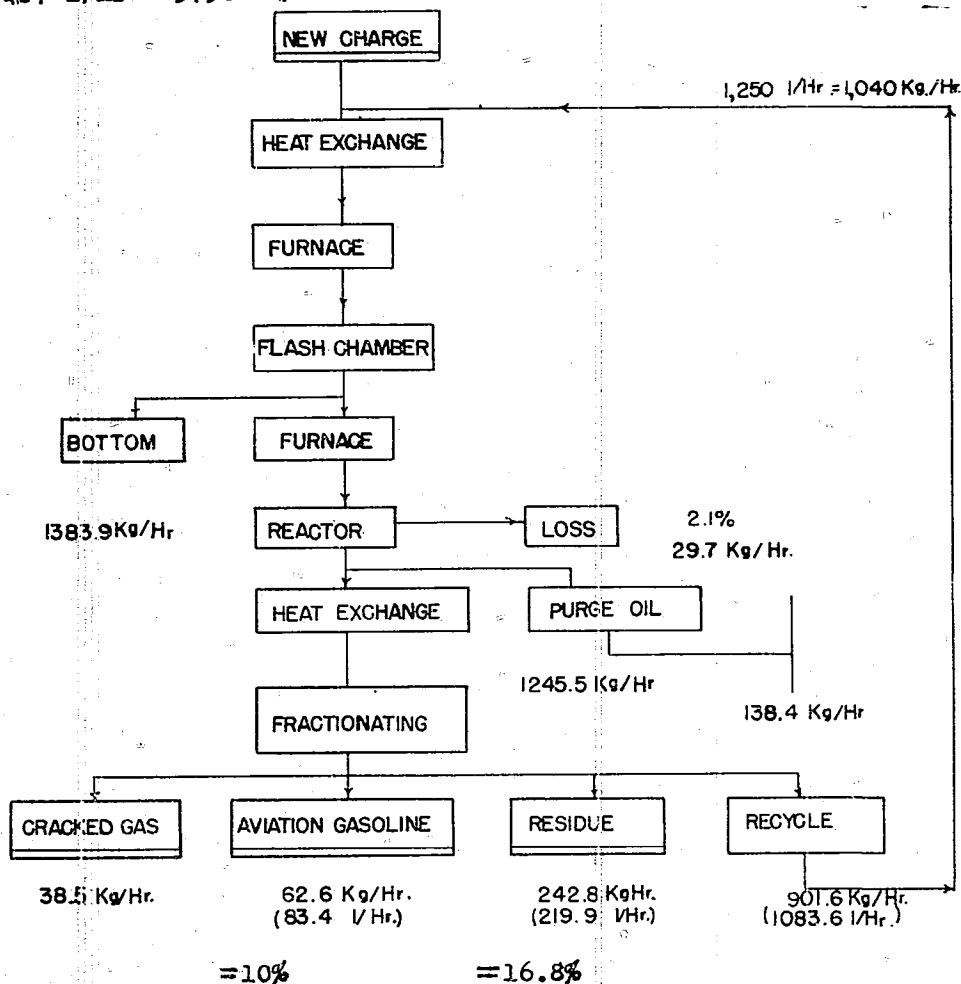 NEW CHARGE
1,250 l/Hr = 1,040 Kg./Hr.
HEAT EXCHANGE
FURNACE
FLASH CHAMBER
BOTTOM
FURNACE
1383.9 Kg/Hr
REACTOR
LOSS
2.1%
29.7 Kg/Hr.
HEAT EXCHANGE
PURGE OIL
1245.5 Kg/Hr
138.4 Kg/Hr
FRACTIONATING
CRACKED GAS
AVIATION GASOLINE
RESIDUE
RECYCLE
38.5 Kg/Hr.
62.6 Kg/Hr.
(83.4 l/Hr.)
242.8 KgHr.
(219.9 l/Hr.)
901.6 Kg/Hr.
(1083.6 l/Hr.)
=10%
=16.8%